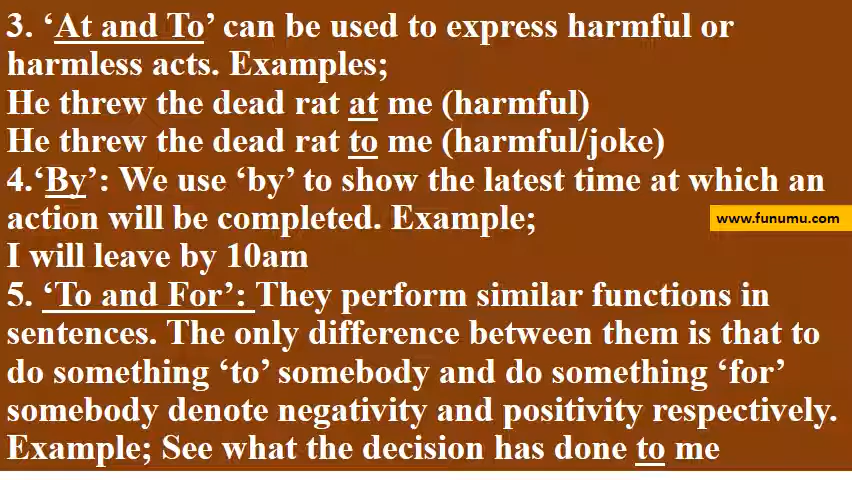 3. ‘At and To’ can be used to express harmful or
harmless acts. Examples;
He threw the dead rat at me (harmful)
He threw the dead rat to me (harmful/joke)
4.‘By’: We use ‘by’ to show the latest time at which an
action will be completed. Example;
www.funumu.com
I will leave by 10am
5. ‘To and For’: They perform similar functions in
sentences. The only difference between them is that to
do something ‘to’ somebody and do something ‘for’
somebody denote negativity and positivity respectively.
Example; See what the decision has done to me